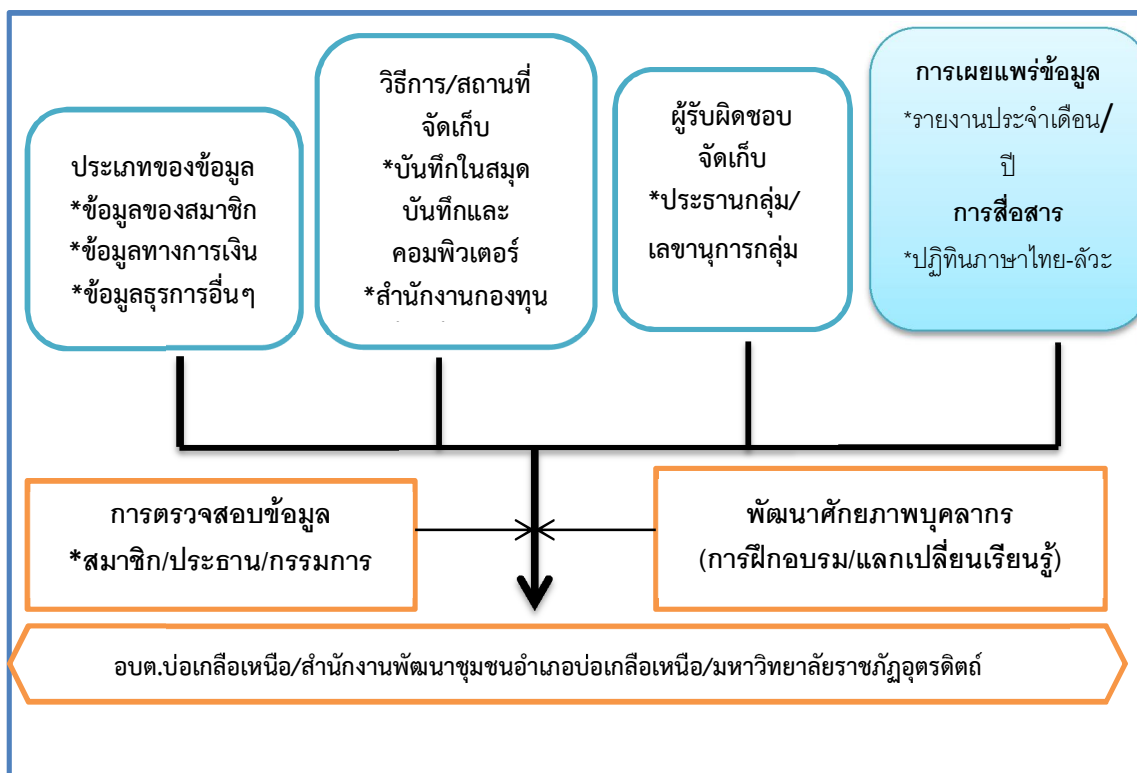 ประเภทของข้อมูล
*ข้อมูลของสมาชิก
*ข้อมูลทางการเงิน
*ข้อมูลธุรการอื่นๆ
วิธีการ/สถานที่
จัดเก็บ
*บันทึกในสมุด
บันทึกและ
คอมพิวเตอร์
*สำนักงานกองทุน
ผู้รับผิดชอบ
จัดเก็บ
*ประธานกลุ่ม/
เลขานุการกลุ่ม
การเผยแพร่ข้อมูล
*รายงานประจำเดือน/
ปี
การสื่อสาร
*ปฏิทินภาษาไทย-ลัวะ
การตรวจสอบข้อมูล
*สมาชิก/ประธาน/กรรมการ
พัฒนาศักยภาพบุคลากร
(การฝึกอบรม/แลกเปลี่ยนเรียนรู้)
อบต.บ่อเกลือเหนือ/สำนักงานพัฒนาชุมชนอำเภอบ่อเกลือเหนือ/มหาวิทยาลัยราชภัฏอุตรดิตถ์